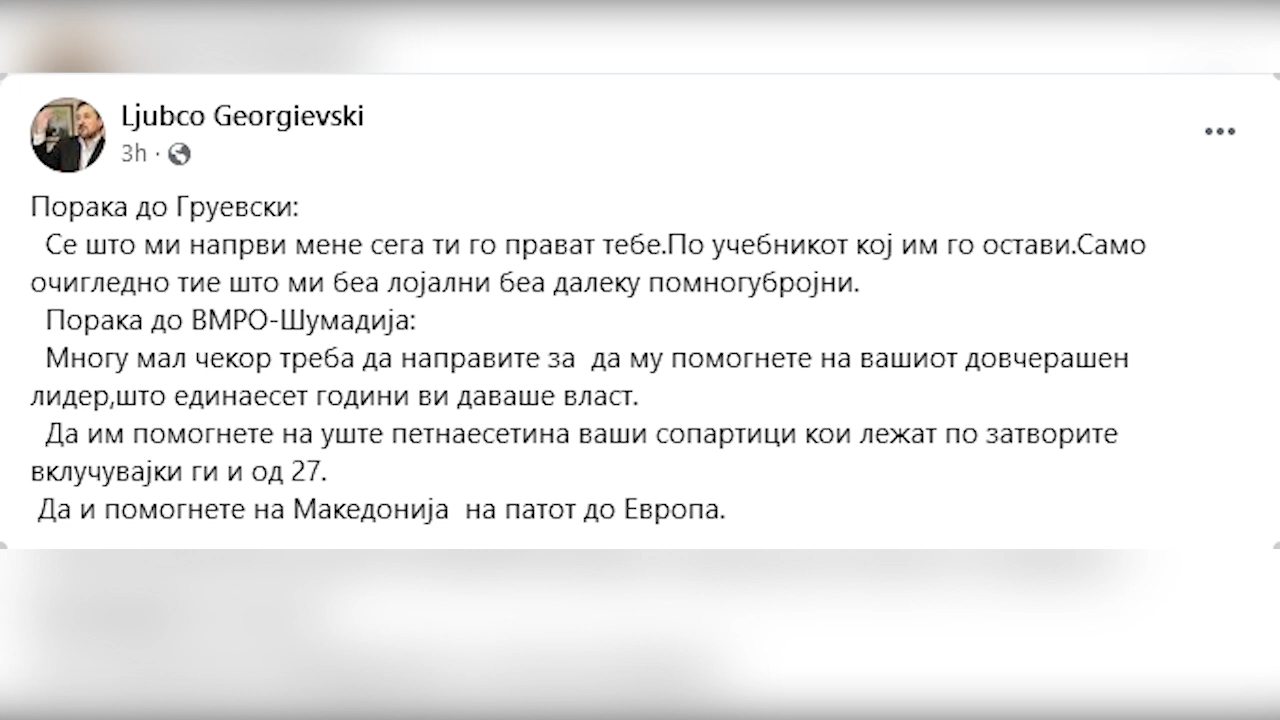 Ljubco Georgievski
3h ·
Порака до Груевски:
Се што ми напрви мене сега ти го прават тебе.По учебникот кој им го остави.Само
очигледно тие што ми беа лојални беа далеку помногубројни.
Порака до ВМРО-Шумадија:
Многу мал чекор треба да направите за  да му помогнете на вашиот довчерашен
лидер,што единаесет години ви даваше власт.
Да им помогнете на уште петнаесетина ваши сопартици кои лежат по затворите
вклучувајки ги и од 27.
Да и помогнете на Македонија  на патот до Европа.